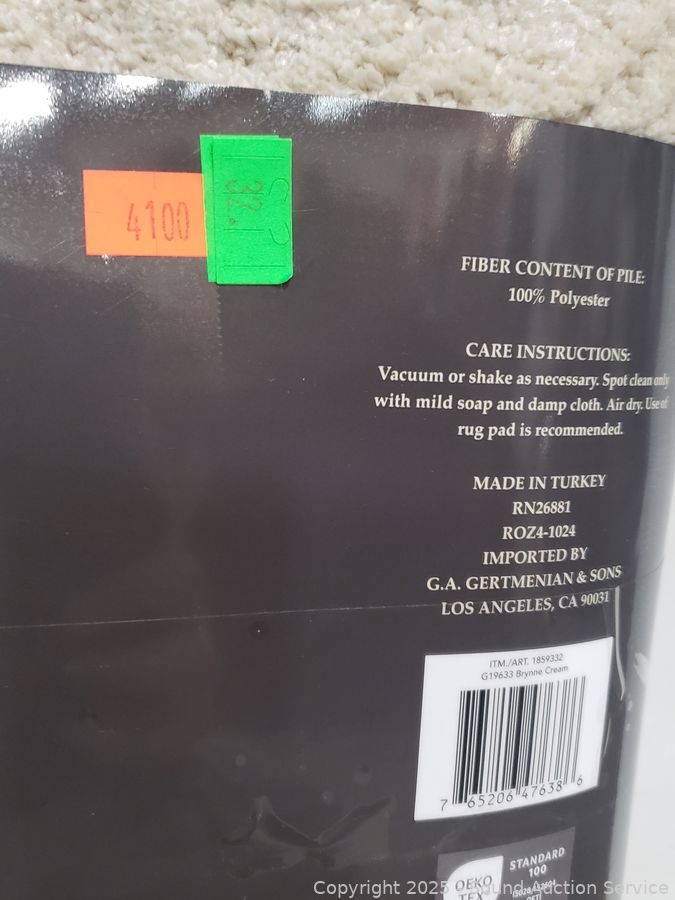 4100
32.
FIBER CONTENT OF PILE:
100% Polyester
CARE INSTRUCTIONS:
Vacuum or shake as necessary. Spot clean only
with mild soap and damp cloth. Air dry. Use of
rug pad is recommended.
MADE IN TURKEY
RN26881
ROZ4-1024
IMPORTED BY
G.A. GERTMENIAN & SONS
LOS ANGELES, CA 90031
ITM./ART. 1859332
G19633 Brynne Cream
7 65206 47638 6
OEKO
TEX
STANDARD
100
Copyright 2025 Sound Auction Service